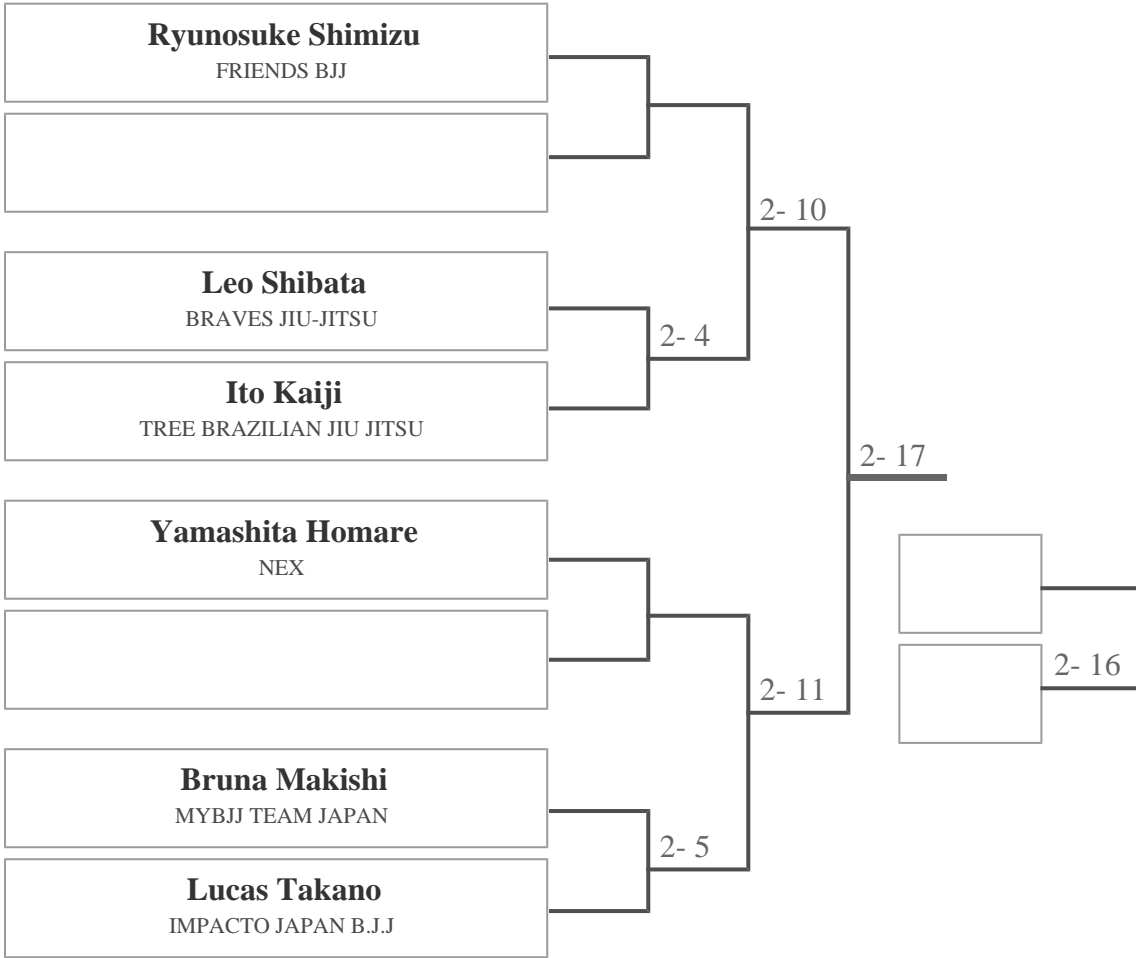 Ryunosuke Shimizu
FRIENDS BJJ
2- 10
Leo Shibata
BRAVES JIU-JITSU
2- 4
Ito Kaiji
TREE BRAZILIAN JIU JITSU
2- 17
Yamashita Homare
NEX
2- 16
2- 11
Bruna Makishi
MYBJJ TEAM JAPAN
2- 5
Lucas Takano
IMPACTO JAPAN B.J.J